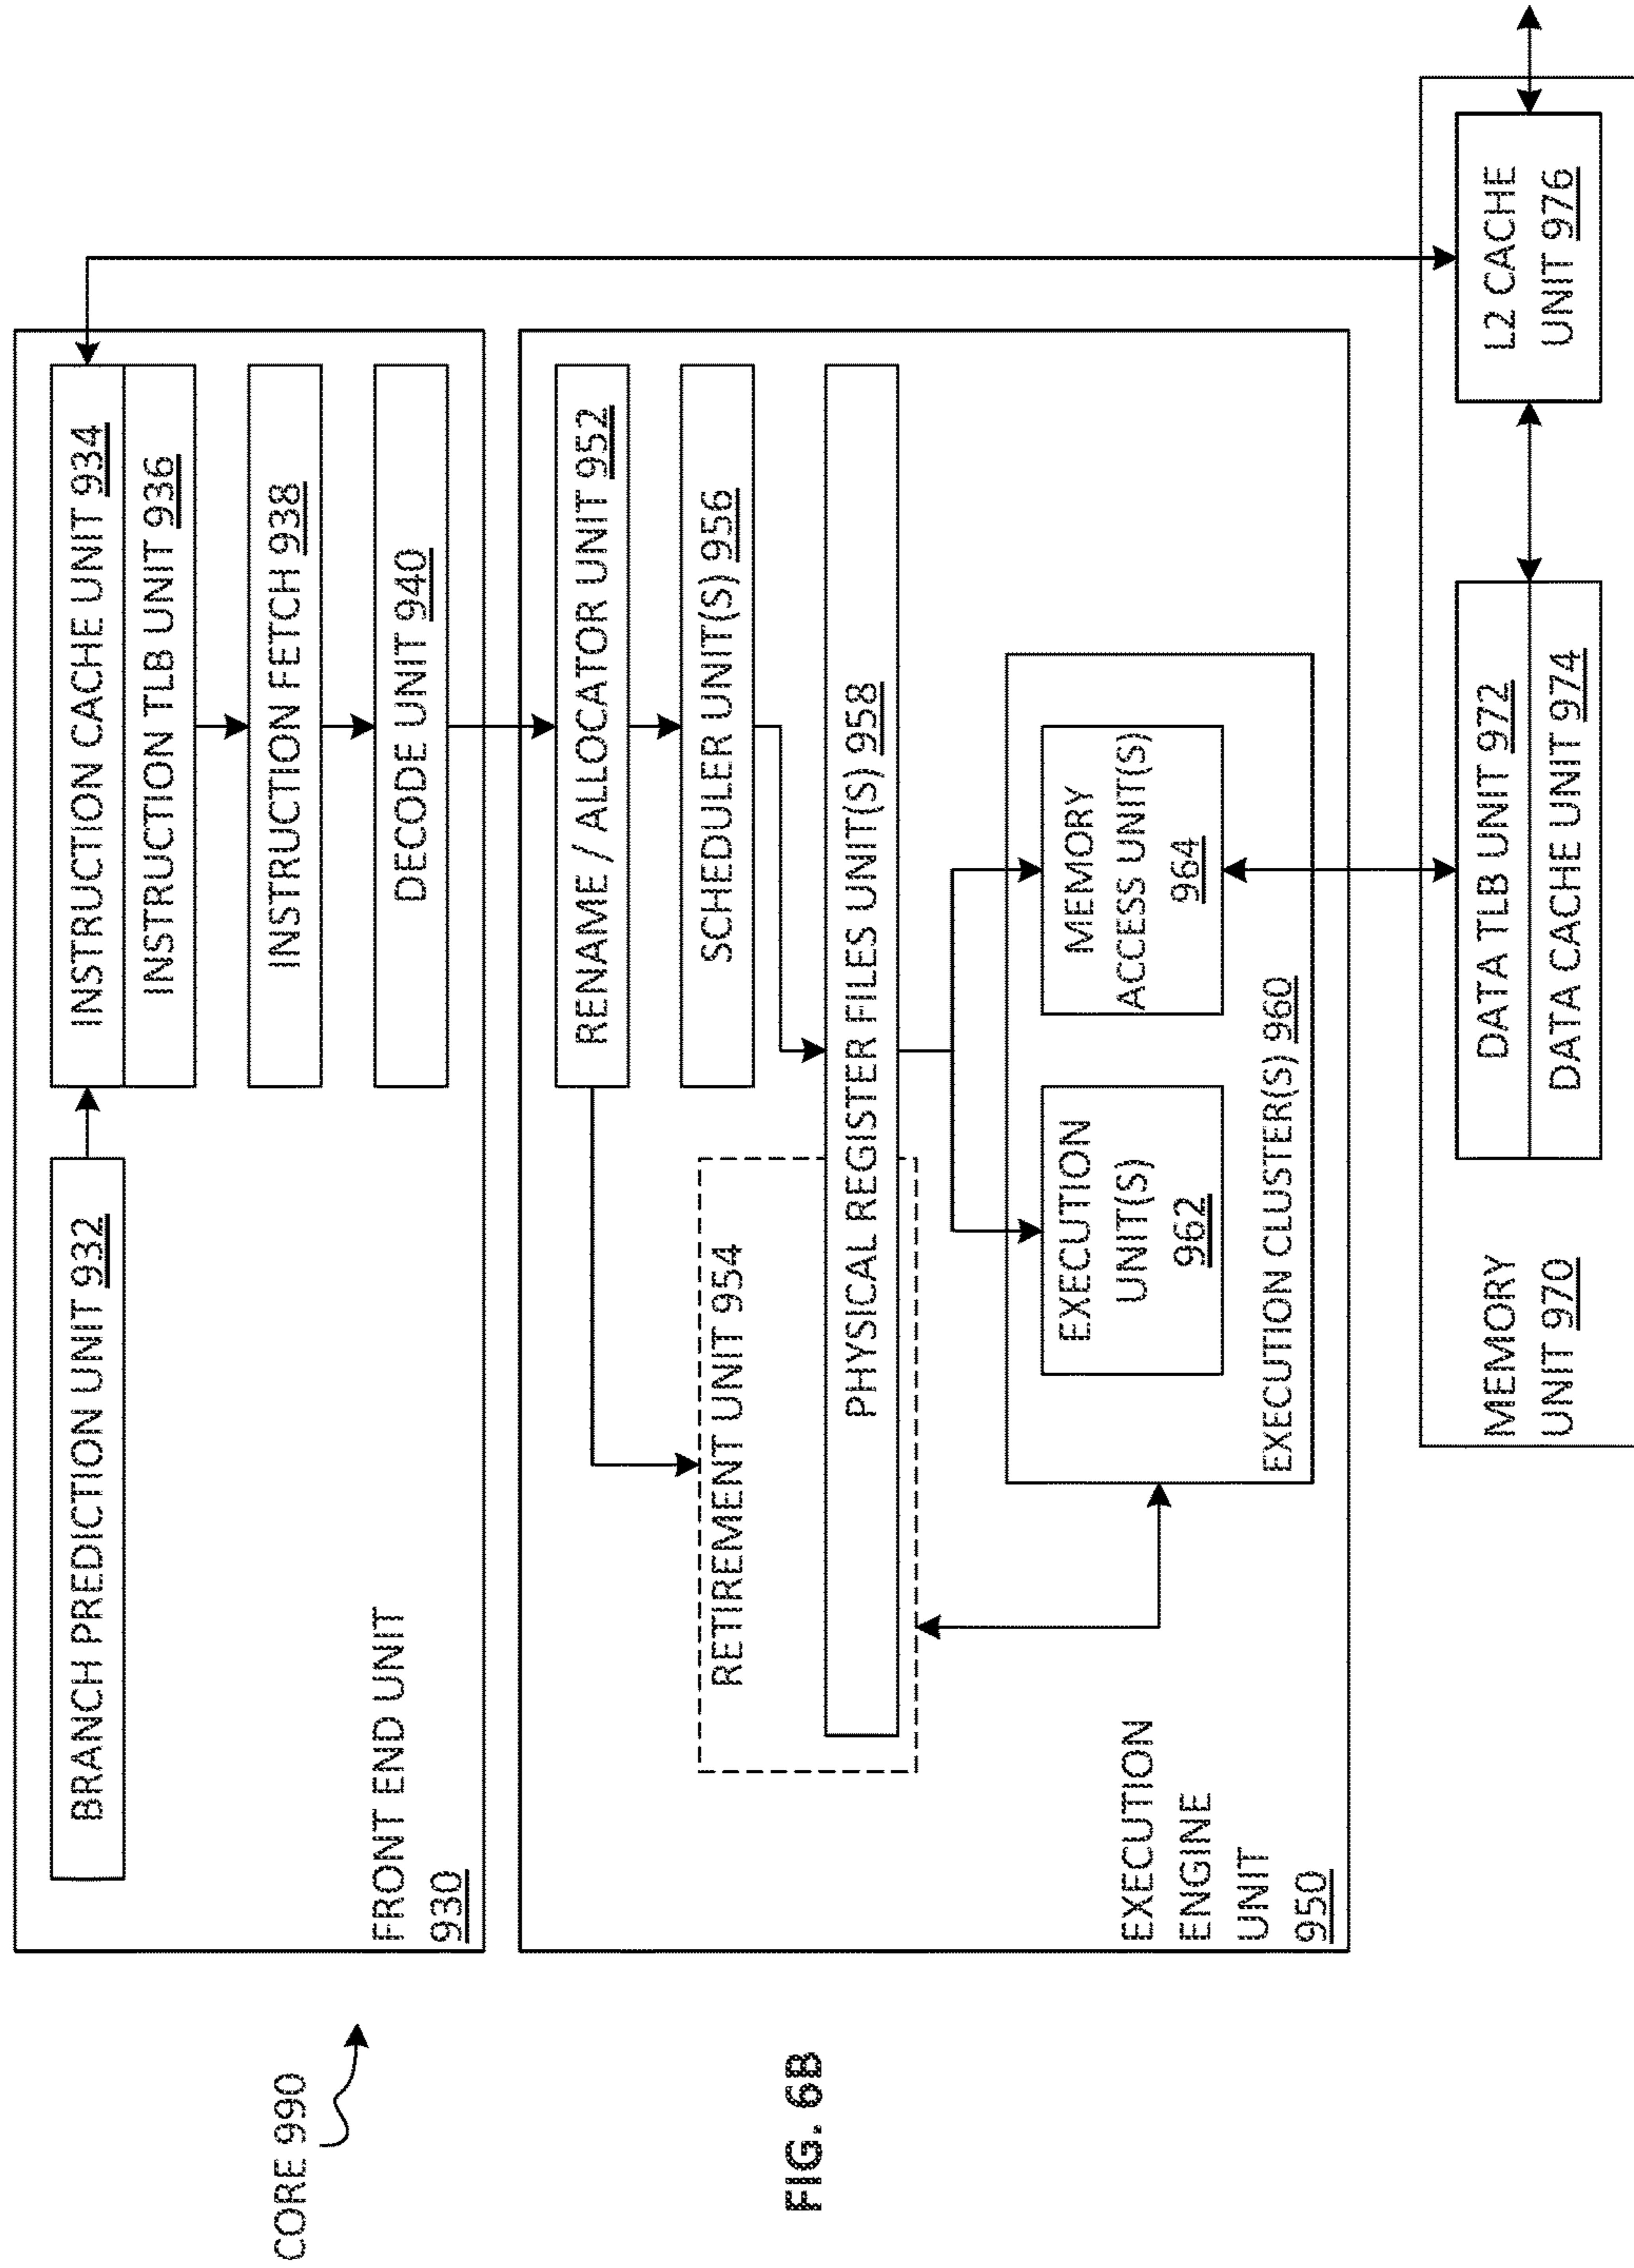 CORE 990
BRANCH PREDICTION UNIT 932
INSTRUCTION CACHE UNIT 934
INSTRUCTION TLB UNIT 936
INSTRUCTION FETCH 938
DECODE UNIT 940
FRONT END UNIT
930
RENAME / ALLOCATOR UNIT 952
SCHEDULER UNIT(S) 956
RETIREMENT UNIT 954
PHYSICAL REGISTER FILES UNIT(S) 958
EXECUTION
UNIT(S)
962
MEMORY
ACCESS UNIT(S)
964
EXECUTION CLUSTER(S) 960
EXECUTION
ENGINE
UNIT
950
MEMORY
UNIT 970
DATA TLB UNIT 972
DATA CACHE UNIT 974
L2 CACHE
UNIT 976
FIG. 6B